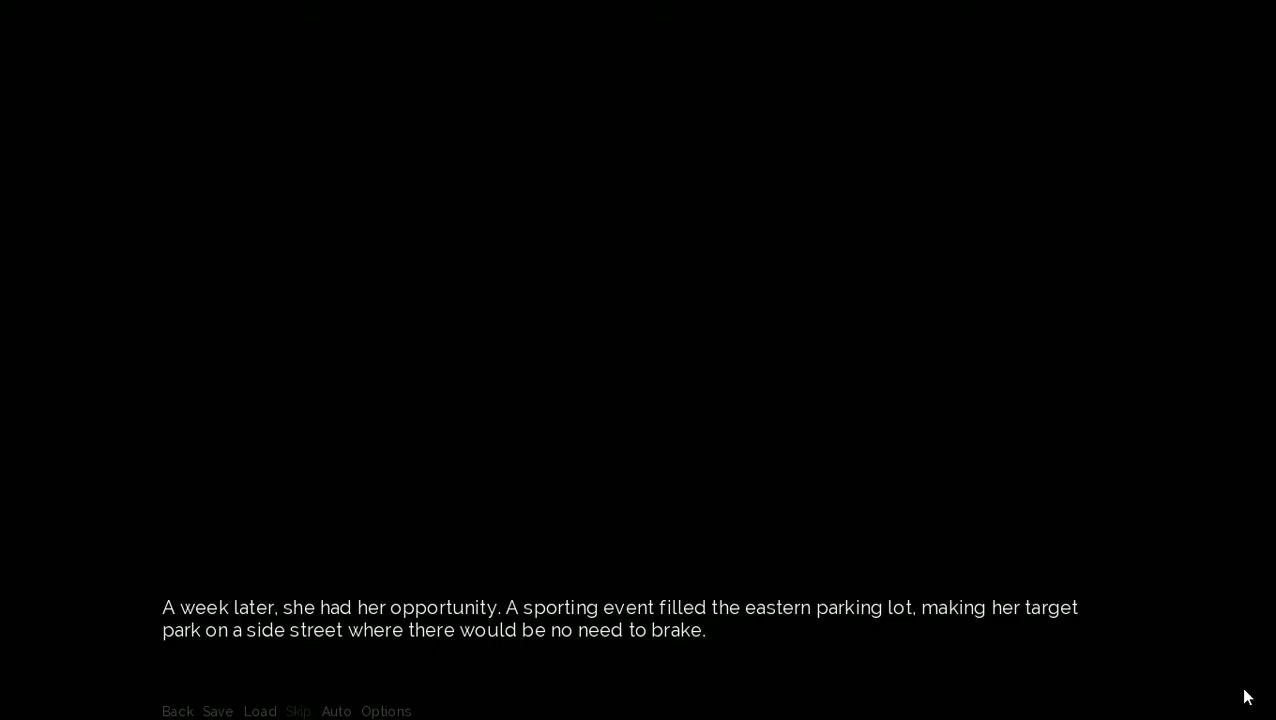 A week later, she had her opportunity. A sporting event filled the eastern parking lot, making her target
park on a side street where there would be no need to brake.
Back Save Load Skip Auto Options